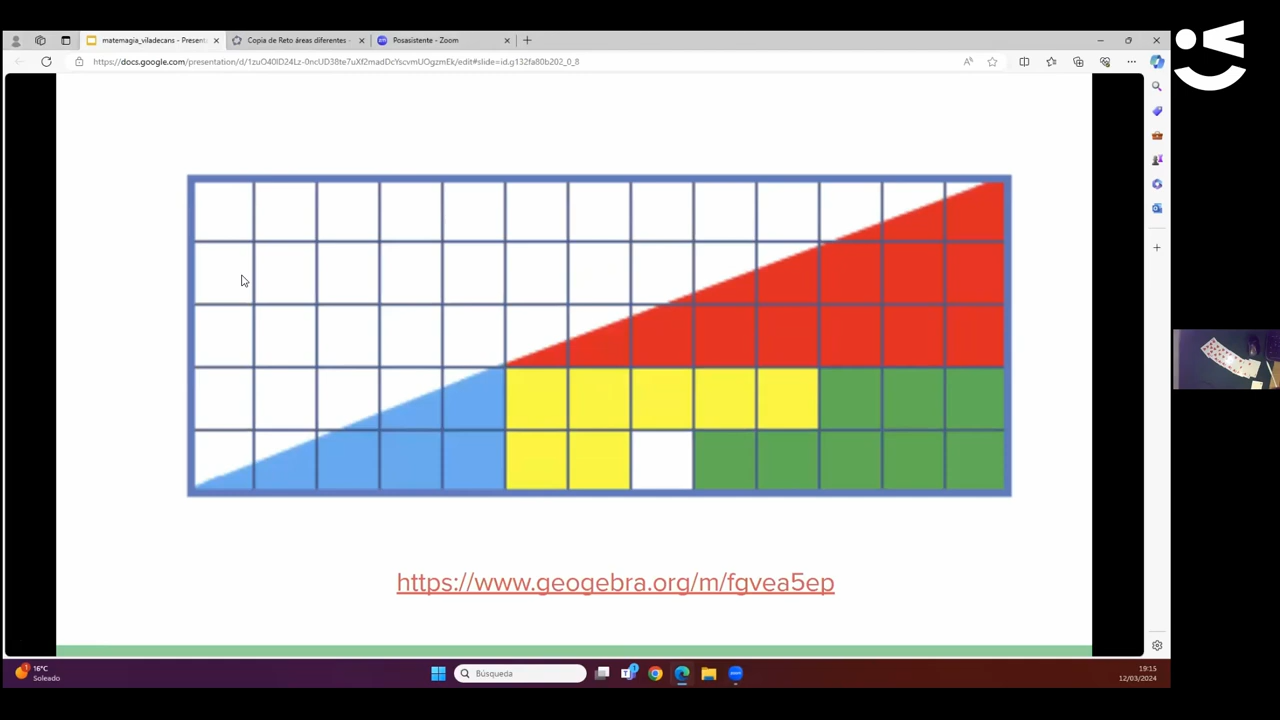 matemagia_viladecans - Present
Copia de Reto áreas diferentes -
Posasistente - Zoom
https://docs.google.com/presentation/d/1zuO40ID24Lz-0ncUD38te7uXf2madDcYscvmUOgzmEk/edit#slide=id.g132fa80b202_0_8
https://www.geogebra.org/m/fgvea5ep
16°C
Soleado
Búsqueda
19:15
12/03/2024